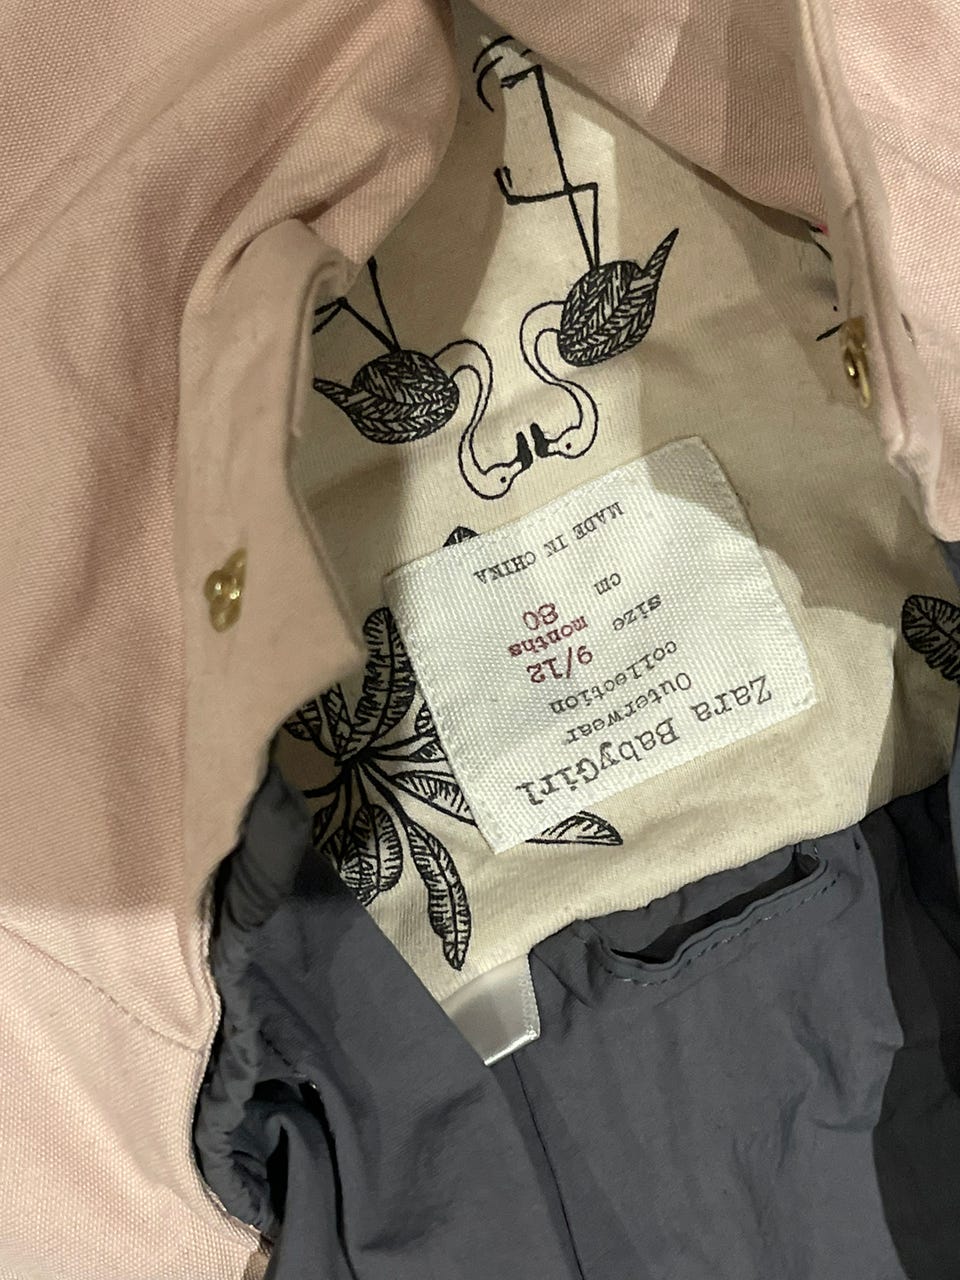 Zara BabyGirl
Outerwear
collection
size 9/12
months
cm 80
MADE IN CHINA